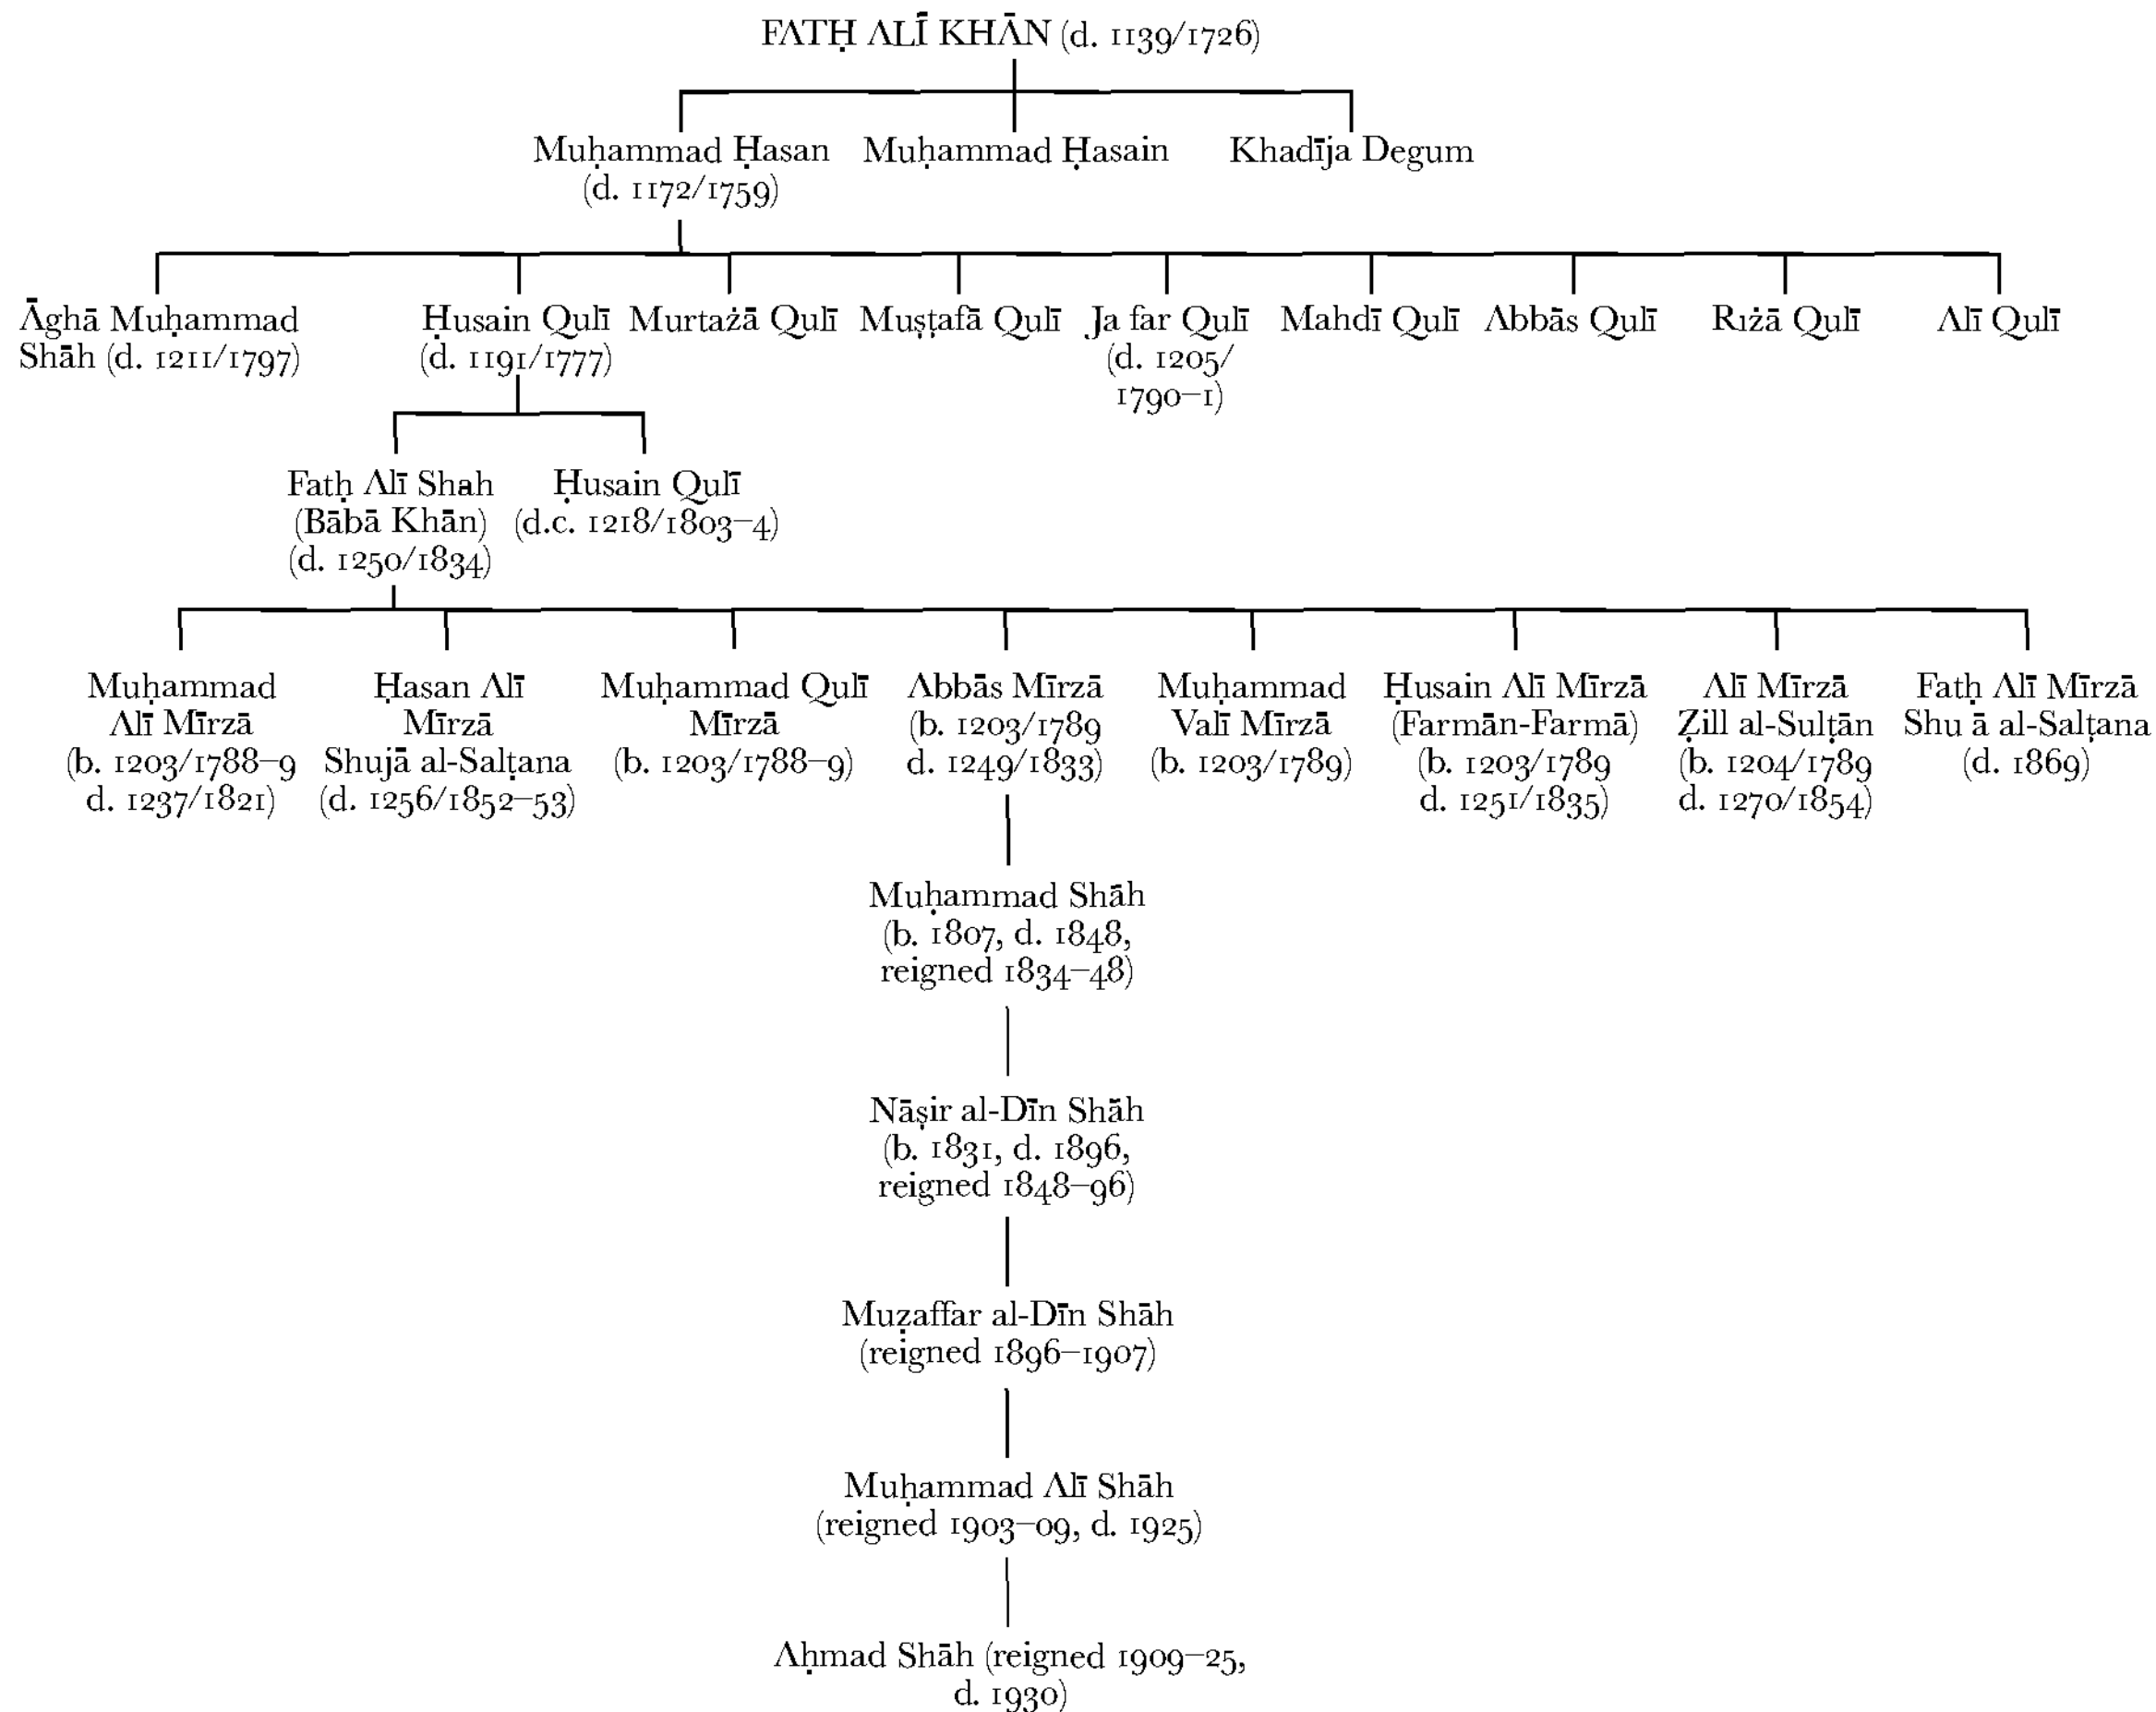 FATḤ ALĪ KHĀN (d. 1139/1726)
Muḥammad Ḥasan
(d. 1172/1759)
Muḥammad Ḥasain
Khadīja Degum
Āghā Muḥammad
Shāh (d. 1211/1797)
Ḥusain Qulī
(d. 1191/1777)
Murtażā Qulī
Muṣṭafā Qulī
Ja far Qulī
(d. 1205/
1790–1)
Mahdī Qulī
Abbās Qulī
Rıżā Qulī
Alī Qulī
Fatḥ Alī Shah
(Bābā Khān)
(d. 1250/1834)
Ḥusain Qulī
(d.c. 1218/1803–4)
Muḥammad
Alī Mīrzā
(b. 1203/1788–9
d. 1237/1821)
Ḥasan Alī
Mīrzā
Shujā al-Salṭana
(d. 1256/1852–53)
Muḥammad Qulī
Mīrzā
(b. 1203/1788–9)
Abbās Mīrzā
(b. 1203/1789
d. 1249/1833)
Muḥammad
Valī Mīrzā
(b. 1203/1789)
Ḥusain Alī Mīrzā
(Farmān-Farmā)
(b. 1203/1789
d. 1251/1835)
Alī Mīrzā
Ẓill al-Sulṭān
(b. 1204/1789
d. 1270/1854)
Fatḥ Alī Mīrzā
Shu ā al-Salṭana
(d. 1869)
Muḥammad Shāh
(b. 1807, d. 1848,
reigned 1834–48)
Nāṣir al-Dīn Shāh
(b. 1831, d. 1896,
reigned 1848–96)
Muẓaffar al-Dīn Shāh
(reigned 1896–1907)
Muḥammad Alī Shāh
(reigned 1903–09, d. 1925)
Aḥmad Shāh (reigned 1909–25,
d. 1930)